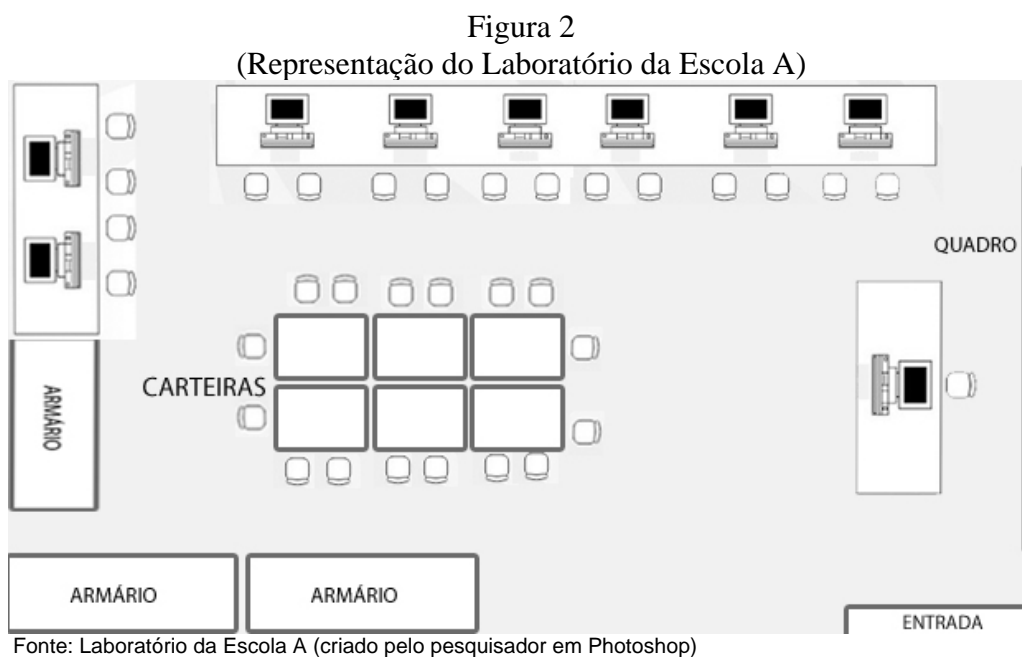 Figura 2
(Representação do Laboratório da Escola A)
QUADRO
CARTEIRAS
ARMÁRIO
ARMÁRIO
ARMÁRIO
ENTRADA
Fonte: Laboratório da Escola A (criado pelo pesquisador em Photoshop)